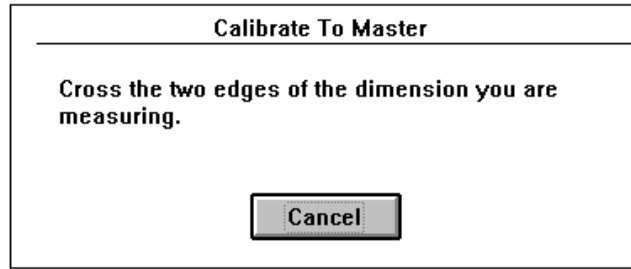 Calibrate To Master
Cross the two edges of the dimension you are
measuring.
Cancel